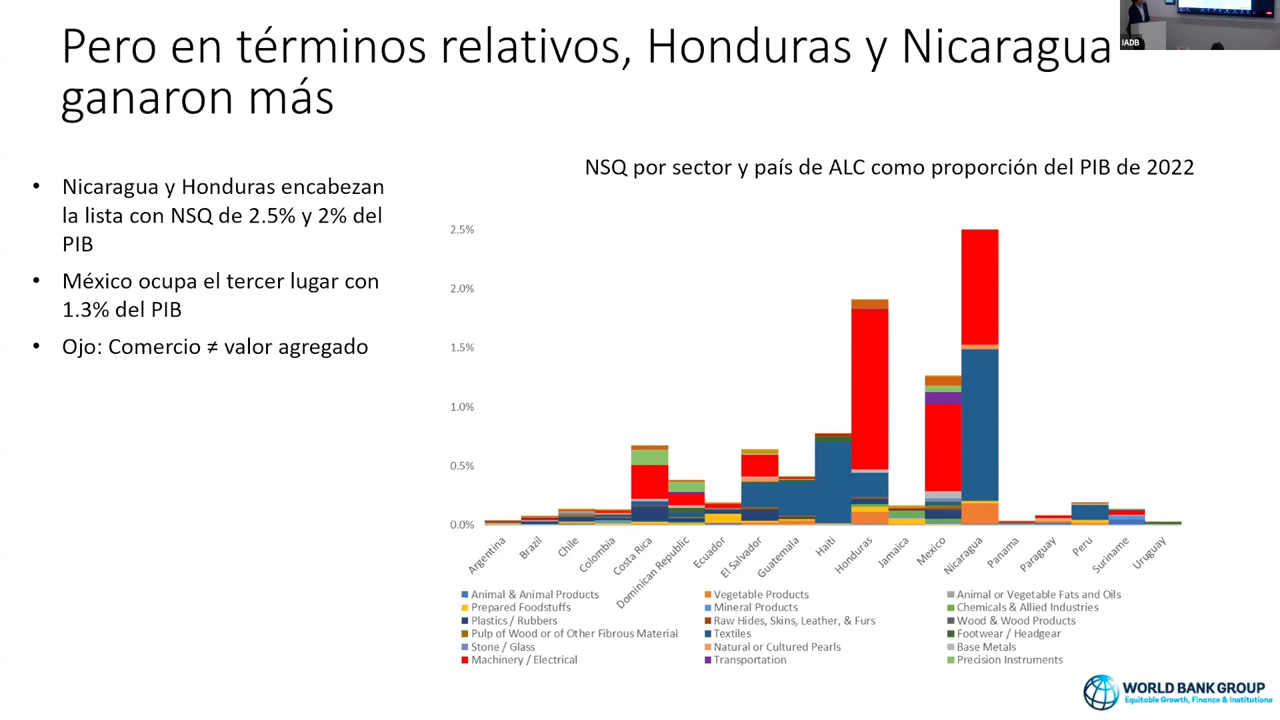 Pero en términos relativos, Honduras y Nicaragua
ganaron más
IADB
• Nicaragua y Honduras encabezan
la lista con NSQ de 2.5% y 2% del
PIB
• México ocupa el tercer lugar con
1.3% del PIB
• Ojo: Comercio ≠ valor agregado
NSQ por sector y país de ALC como proporción del PIB de 2022
2.5%
2.0%
1.5%
1.0%
0.5%
0.0%
Argentina
Brazil
Chile
Colombia
Costa Rica
Dominican Republic
Ecuador
El Salvador
Guatemala
Haiti
Honduras
Jamaica
Mexico
Nicaragua
Panama
Paraguay
Peru
Suriname
Uruguay
Animal & Animal Products
Vegetable Products
Animal or Vegetable Fats and Oils
Prepared Foodstuffs
Mineral Products
Chemicals & Allied Industries
Plastics / Rubbers
Raw Hides, Skins, Leather, & Furs
Wood & Wood Products
Pulp of Wood or of Other Fibrous Material
Textiles
Footwear / Headgear
Stone / Glass
Natural or Cultured Pearls
Base Metals
Machinery / Electrical
Transportation
Precision Instruments
WORLD BANK GROUP
Equitable Growth, Finance & Institutions